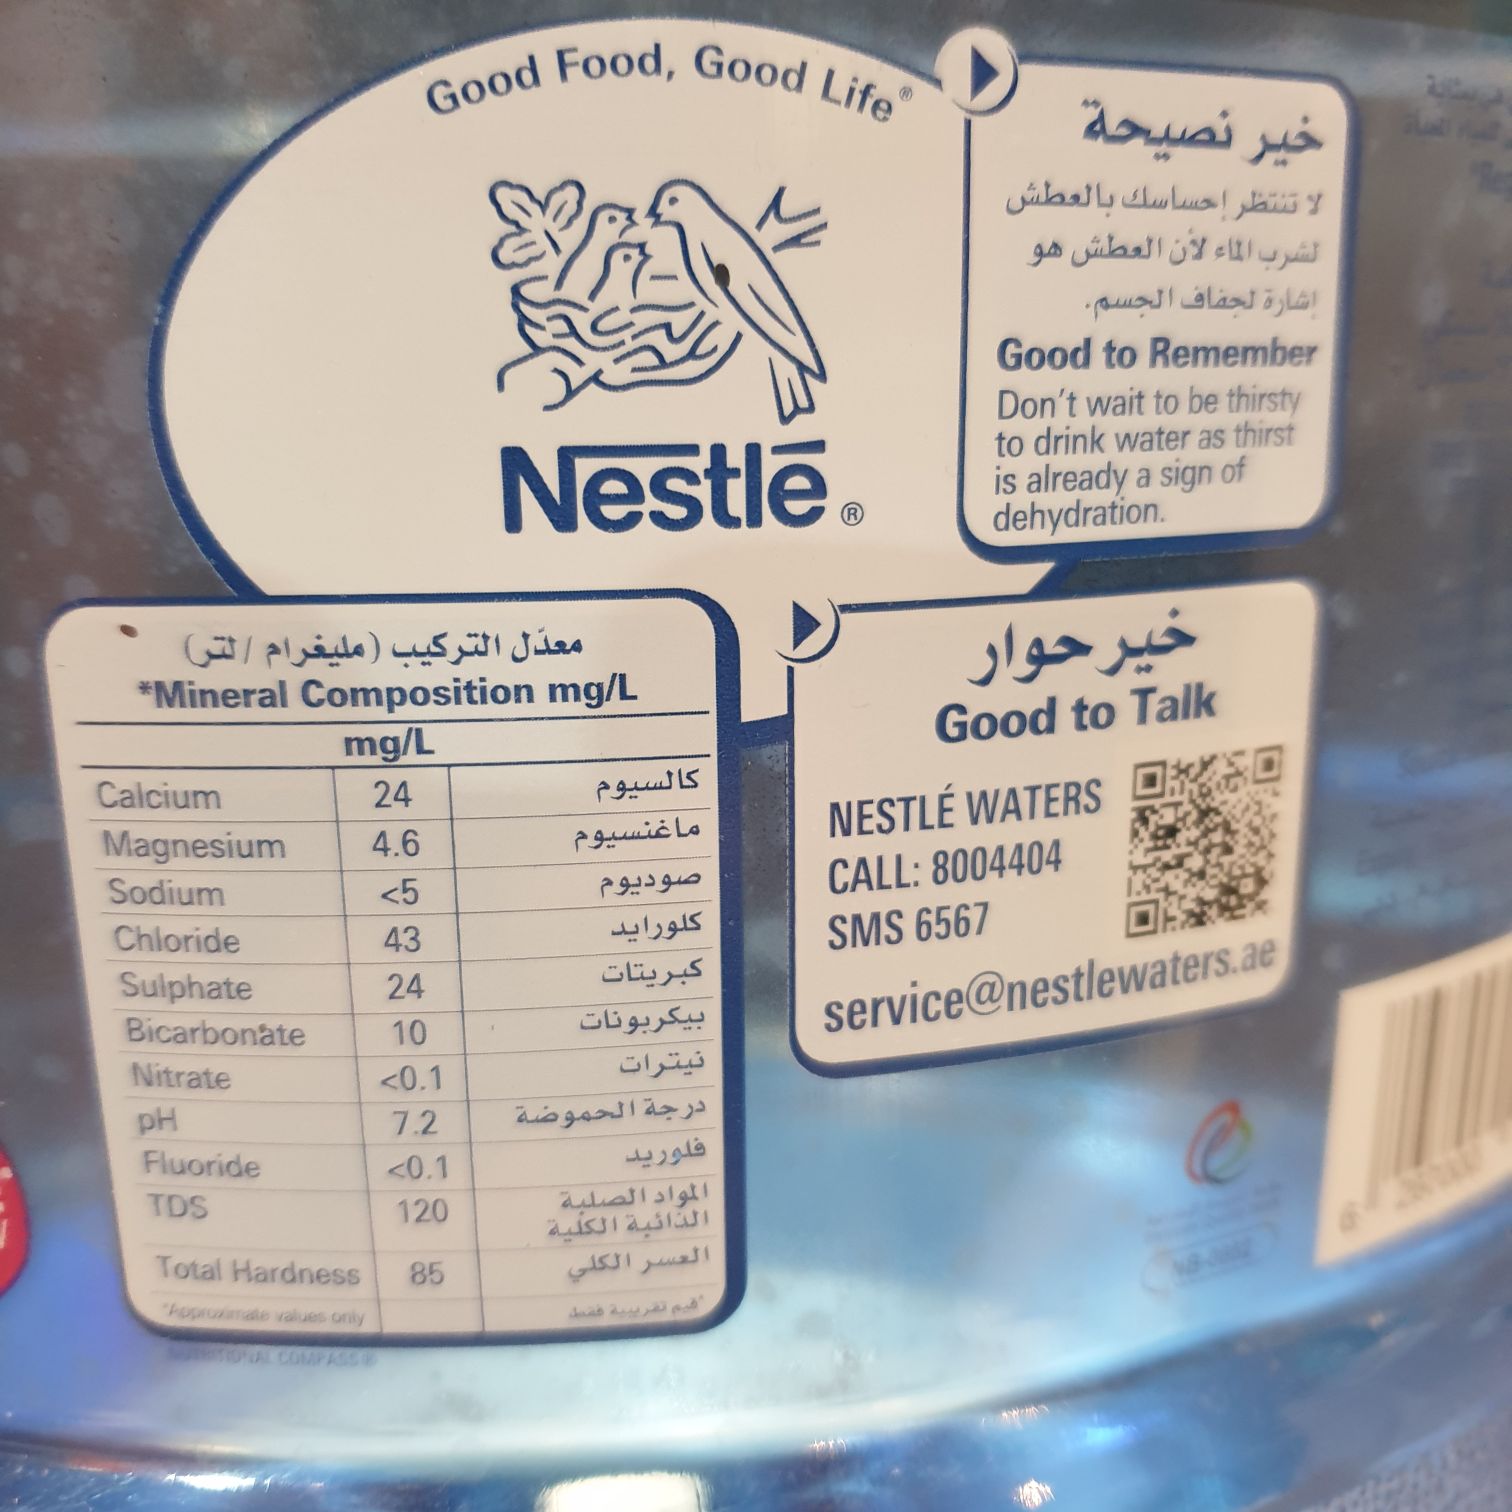 Good Food, Good Life®
Nestlé®
خير نصيحة
لا تنتظر إحساسك بالعطش
لشرب الماء لأن العطش هو
إشارة لجفاف الجسم.
Good to Remember
Don't wait to be thirsty
to drink water as thirst
is already a sign of
dehydration.
معدّل التركيب (مليغرام / لتر)
*Mineral Composition mg/L
mg/L
Calcium 24 كالسيوم
Magnesium 4.6 ماغنسيوم
Sodium <5 صوديوم
Chloride 43 كلورايد
Sulphate 24 كبريتات
Bicarbonate 10 بيكربونات
Nitrate <0.1 نيترات
pH 7.2 درجة الحموضة
Fluoride <0.1 فلوريد
TDS 120 المواد الصلبة
الذائبة الكلية
Total Hardness 85 العسر الكلي
*Approximate values only *قيم تقريبية فقط
NUTRITIONAL COMPASS®
خير حوار
Good to Talk
NESTLÉ WATERS
CALL: 8004404
SMS 6567
service@nestlewaters.ae